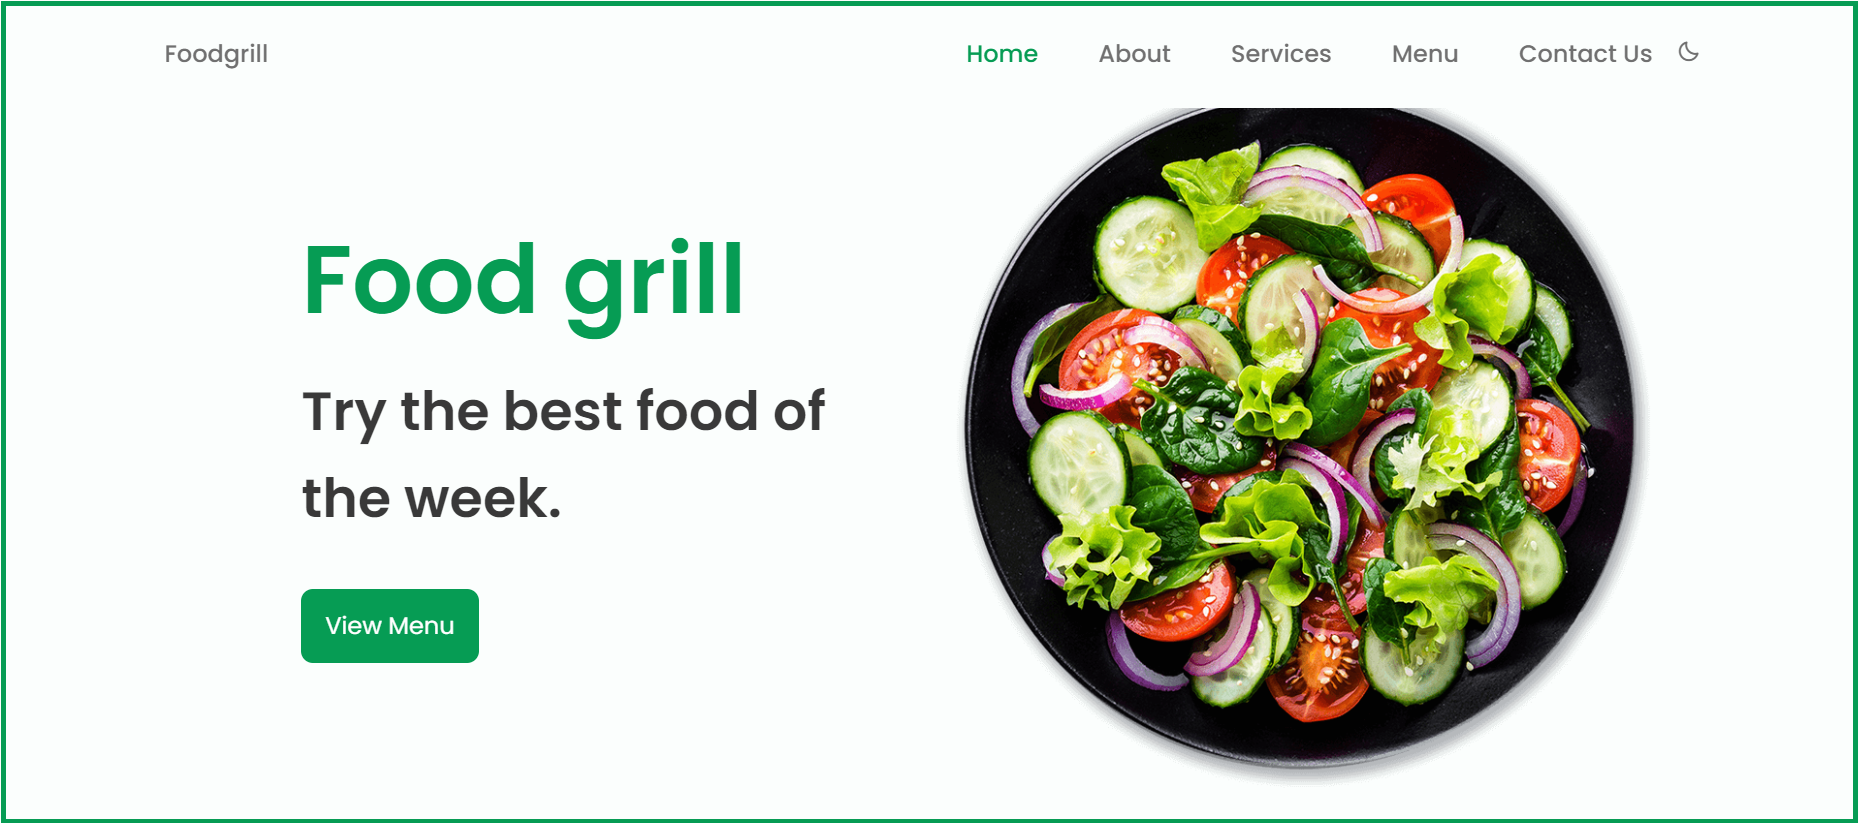 Foodgrill
Home About Services Menu Contact Us
Food grill
Try the best food of
the week.
View Menu